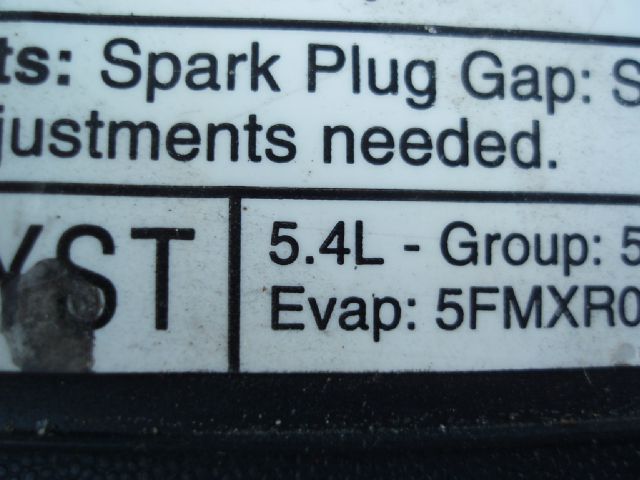 ts: Spark Plug Gap: S
justments needed.
YST
5.4L - Group: 5
Evap: 5FMXR0